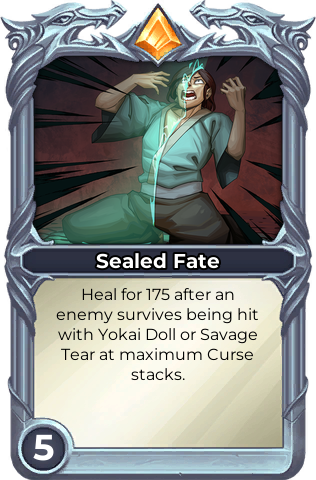 Sealed Fate
Heal for 175 after an
enemy survives being hit
with Yokai Doll or Savage
Tear at maximum Curse
stacks.
5